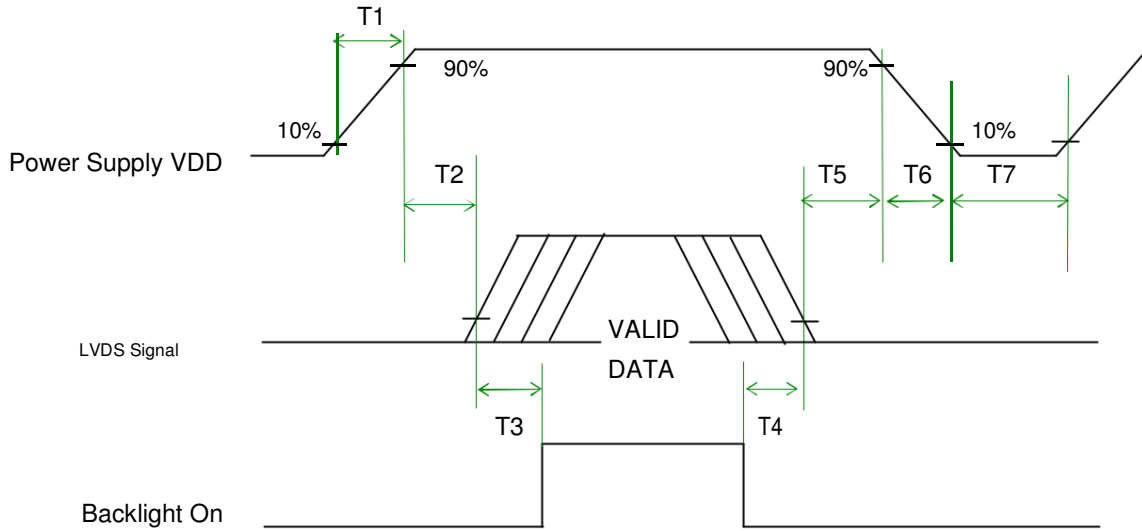 T1
90%
90%
10%
10%
Power Supply VDD
T2
T5
T6
T7
VALID
LVDS Signal
DATA
T3
T4
Backlight On